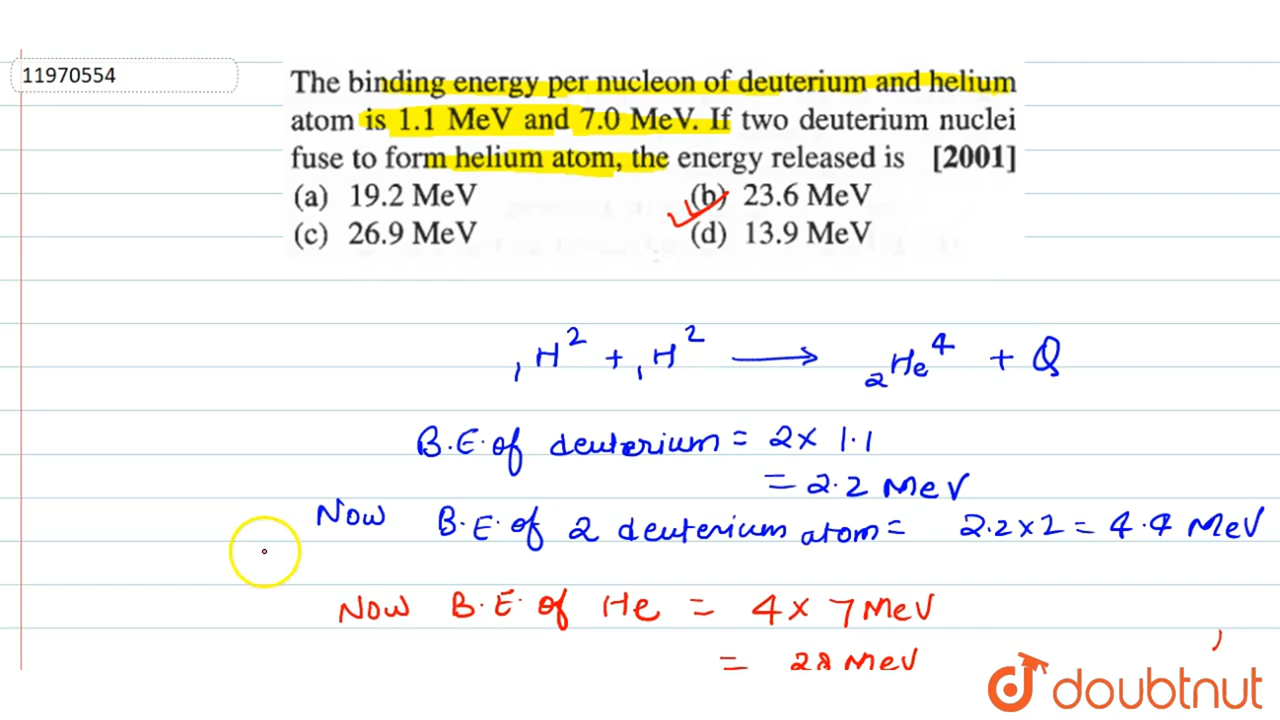 11970554
The binding energy per nucleon of deuterium and helium
atom is 1.1 MeV and 7.0 MeV. If two deuterium nuclei
fuse to form helium atom, the energy released is [2001]
(a) 19.2 MeV (b) 23.6 MeV
(c) 26.9 MeV (d) 13.9 MeV
₁H² + ₁H² → ₂He⁴ + Q
B.E. of deuterium = 2 × 1.1
= 2.2 MeV
Now B.E. of 2 deuterium atom = 2.2 × 2 = 4.4 MeV
Now B.E. of He = 4 × 7 MeV
= 28 MeV
doubtnut